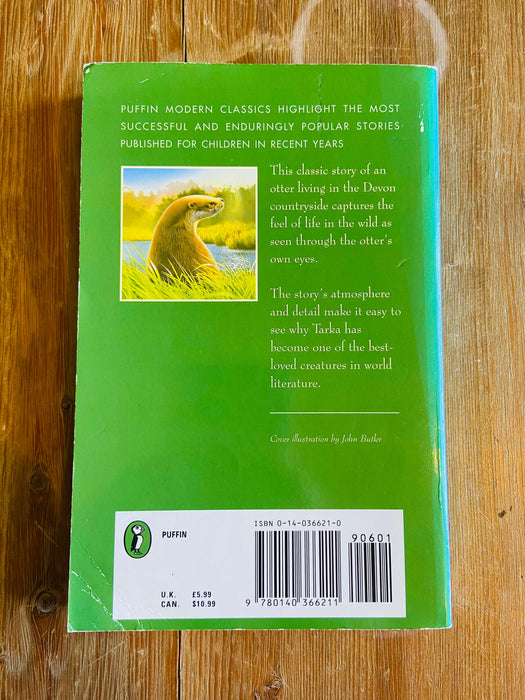 PUFFIN MODERN CLASSICS HIGHLIGHT THE MOST
SUCCESSFUL AND ENDURINGLY POPULAR STORIES
PUBLISHED FOR CHILDREN IN RECENT YEARS
This classic story of an
otter living in the Devon
countryside captures the
feel of life in the wild as
seen through the otter's
own eyes.
The story's atmosphere
and detail make it easy to
see why Tarka has
become one of the best-
loved creatures in world
literature.
Cover illustration by John Butler
PUFFIN
U.K. £5.99
CAN. $10.99
ISBN 0-14-036621-0
90601
9 780140 366211